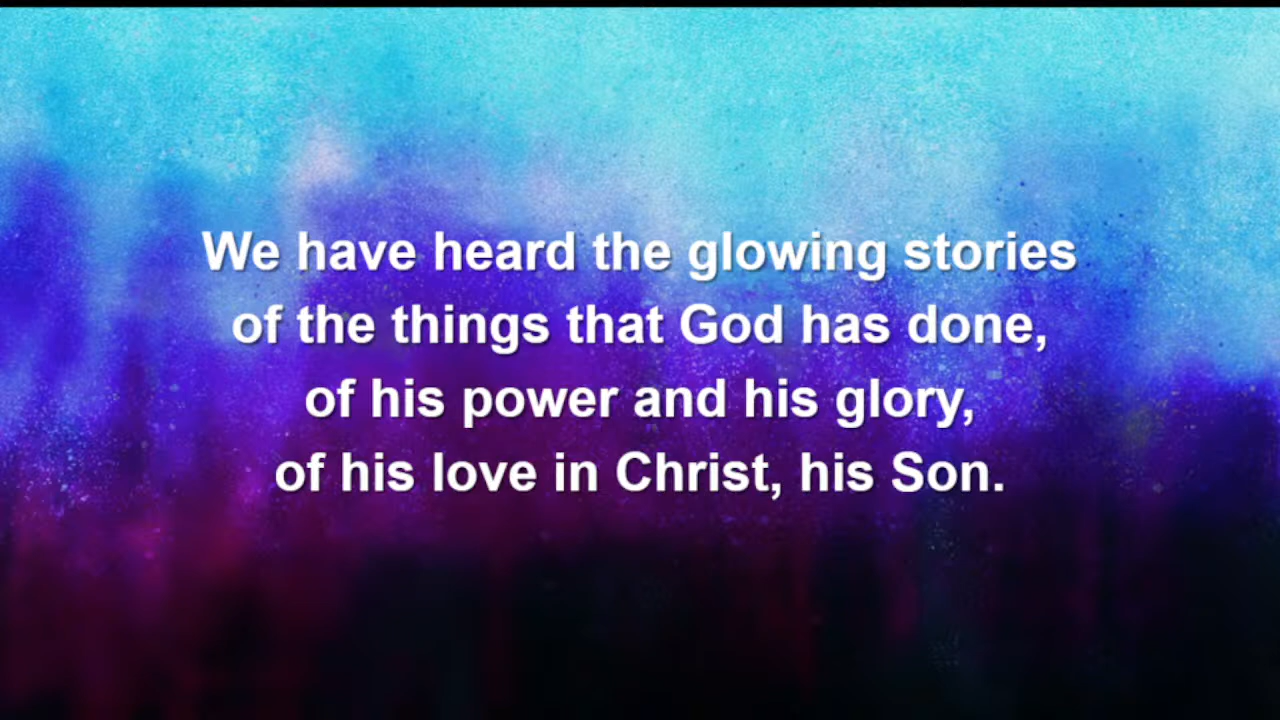 We have heard the glowing stories
of the things that God has done,
of his power and his glory,
of his love in Christ, his Son.